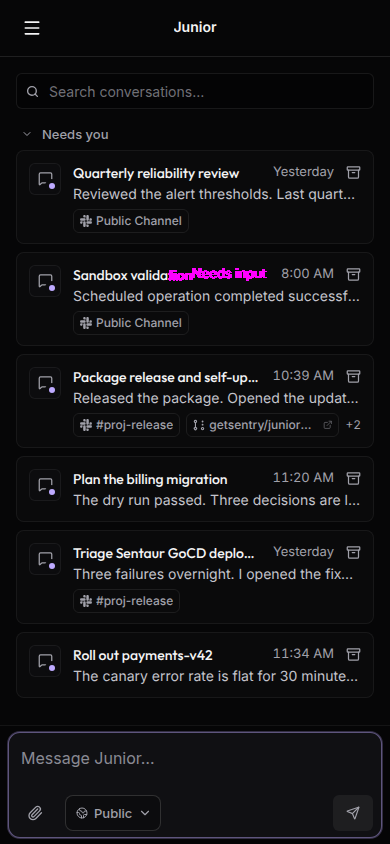 Junior
Search conversations...
Needs you
Quarterly reliability review
Yesterday
Reviewed the alert thresholds. Last quart...
Public Channel
Sandbox valida
Needs input
8:00 AM
Scheduled operation completed successf...
Public Channel
Package release and self-up...
10:39 AM
Released the package. Opened the updat...
#proj-release
getsentry/junior...
+2
Plan the billing migration
11:20 AM
The dry run passed. Three decisions are l...
Triage Sentaur GoCD deplo...
Yesterday
Three failures overnight. I opened the fix...
#proj-release
Roll out payments-v42
11:34 AM
The canary error rate is flat for 30 minute...
Message Junior...
Public